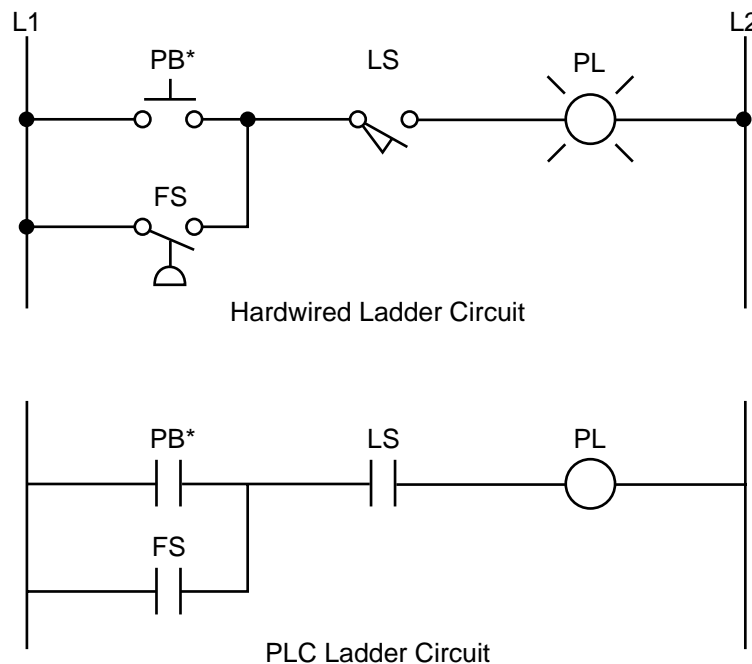 L1 L2
PB* LS PL
FS
Hardwired Ladder Circuit
PB* LS PL
FS
PLC Ladder Circuit